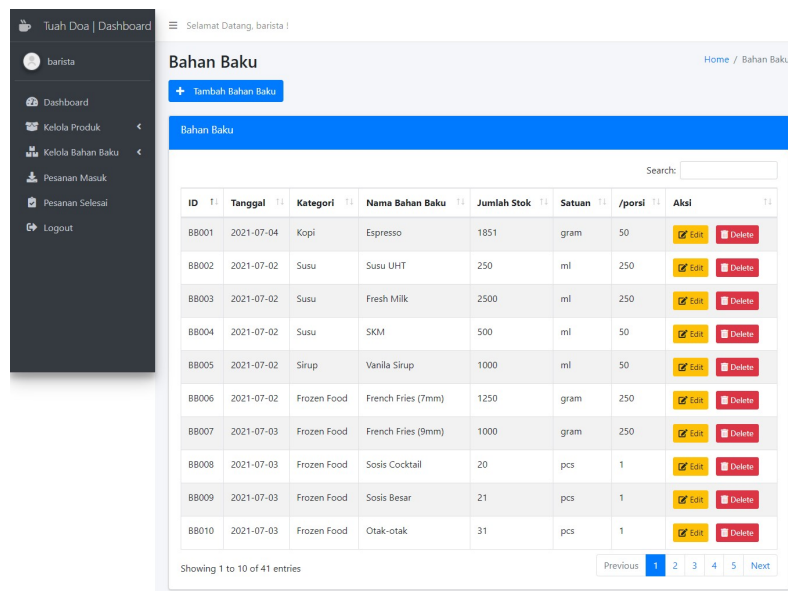 Tuah Doa | Dashboard
barista
Dashboard
Kelola Produk
Kelola Bahan Baku
Pesanan Masuk
Pesanan Selesai
Logout
Selamat Datang, barista !
Bahan Baku
Home / Bahan Baku
Tambah Bahan Baku
Bahan Baku
Search:
ID Tanggal Kategori Nama Bahan Baku Jumlah Stok Satuan /porsi Aksi
BB001 2021-07-04 Kopi Espresso 1851 gram 50 Edit Delete
BB002 2021-07-02 Susu Susu UHT 250 ml 250 Edit Delete
BB003 2021-07-02 Susu Fresh Milk 2500 ml 250 Edit Delete
BB004 2021-07-02 Susu SKM 500 ml 50 Edit Delete
BB005 2021-07-02 Sirup Vanila Sirup 1000 ml 50 Edit Delete
BB006 2021-07-02 Frozen Food French Fries (7mm) 1250 gram 250 Edit Delete
BB007 2021-07-03 Frozen Food French Fries (9mm) 1000 gram 250 Edit Delete
BB008 2021-07-03 Frozen Food Sosis Cocktail 20 pcs 1 Edit Delete
BB009 2021-07-03 Frozen Food Sosis Besar 21 pcs 1 Edit Delete
BB010 2021-07-03 Frozen Food Otak-otak 31 pcs 1 Edit Delete
Showing 1 to 10 of 41 entries
Previous 1 2 3 4 5 Next